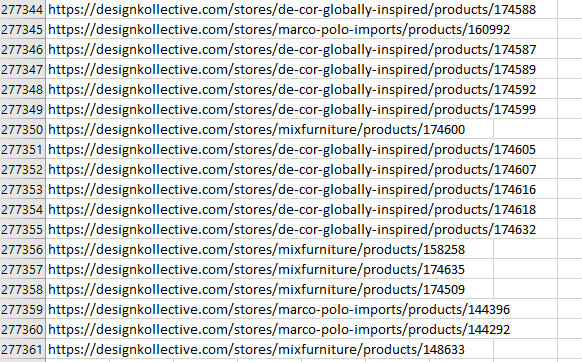 277344 https://designkollective.com/stores/de-cor-globally-inspired/products/174588
277345 https://designkollective.com/stores/marco-polo-imports/products/160992
277346 https://designkollective.com/stores/de-cor-globally-inspired/products/174587
277347 https://designkollective.com/stores/de-cor-globally-inspired/products/174589
277348 https://designkollective.com/stores/de-cor-globally-inspired/products/174592
277349 https://designkollective.com/stores/de-cor-globally-inspired/products/174599
277350 https://designkollective.com/stores/mixfurniture/products/174600
277351 https://designkollective.com/stores/de-cor-globally-inspired/products/174605
277352 https://designkollective.com/stores/de-cor-globally-inspired/products/174607
277353 https://designkollective.com/stores/de-cor-globally-inspired/products/174616
277354 https://designkollective.com/stores/de-cor-globally-inspired/products/174618
277355 https://designkollective.com/stores/de-cor-globally-inspired/products/174632
277356 https://designkollective.com/stores/mixfurniture/products/158258
277357 https://designkollective.com/stores/mixfurniture/products/174635
277358 https://designkollective.com/stores/mixfurniture/products/174509
277359 https://designkollective.com/stores/marco-polo-imports/products/144396
277360 https://designkollective.com/stores/marco-polo-imports/products/144292
277361 https://designkollective.com/stores/mixfurniture/products/148633